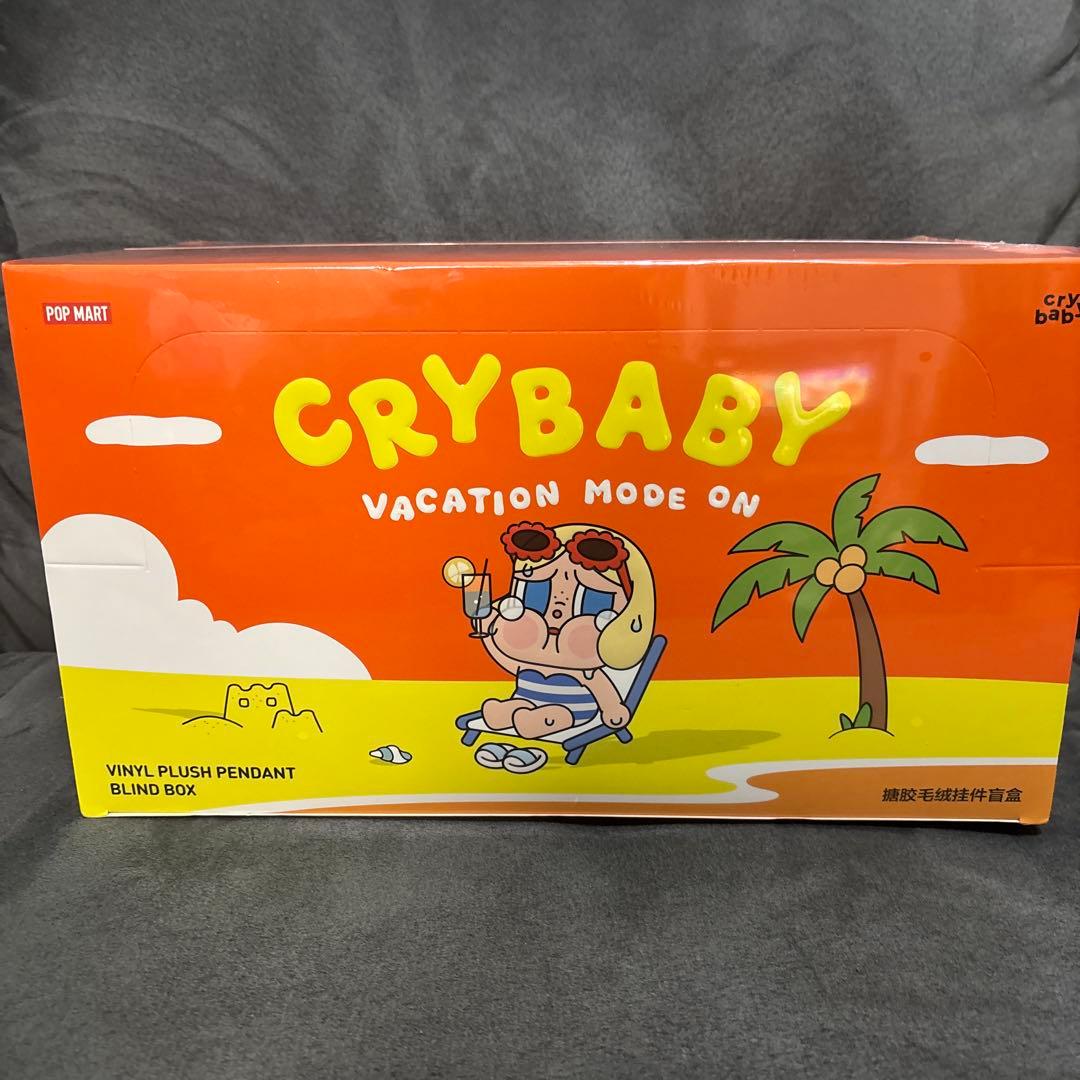 POP MART
cry
baby
CRYBABY
VACATION MODE ON
VINYL PLUSH PENDANT
BLIND BOX
搪胶毛绒挂件盲盒